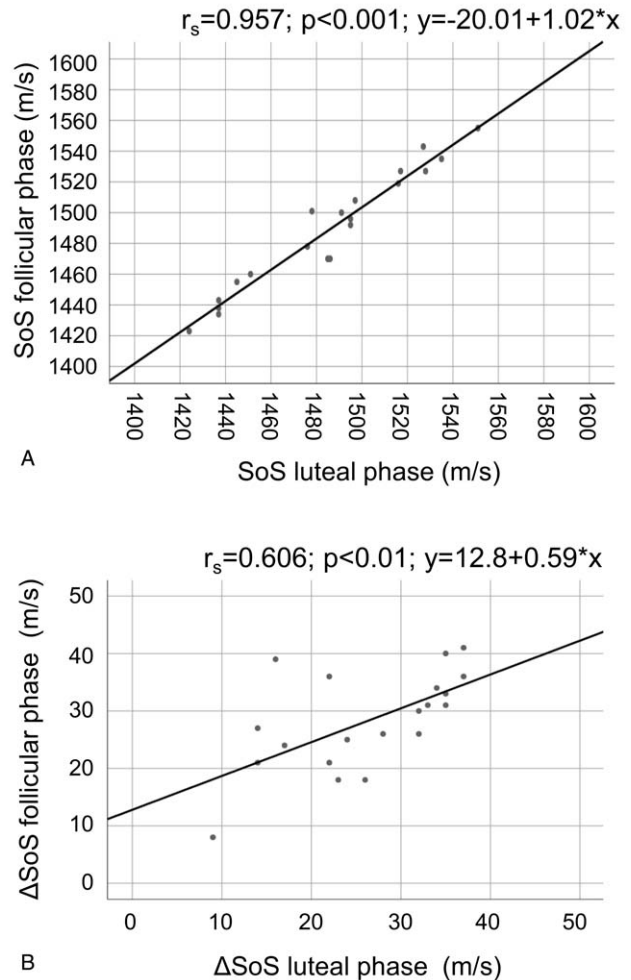 rs=0.957; p<0.001; y=-20.01+1.02*x
SoS follicular phase (m/s)
1600
1580
1560
1540
1520
1500
1480
1460
1440
1420
1400
1400 1420 1440 1460 1480 1500 1520 1540 1560 1580 1600
A
SoS luteal phase (m/s)
rs=0.606; p<0.01; y=12.8+0.59*x
ΔSoS follicular phase (m/s)
50
40
30
20
10
0
0 10 20 30 40 50
B
ΔSoS luteal phase (m/s)